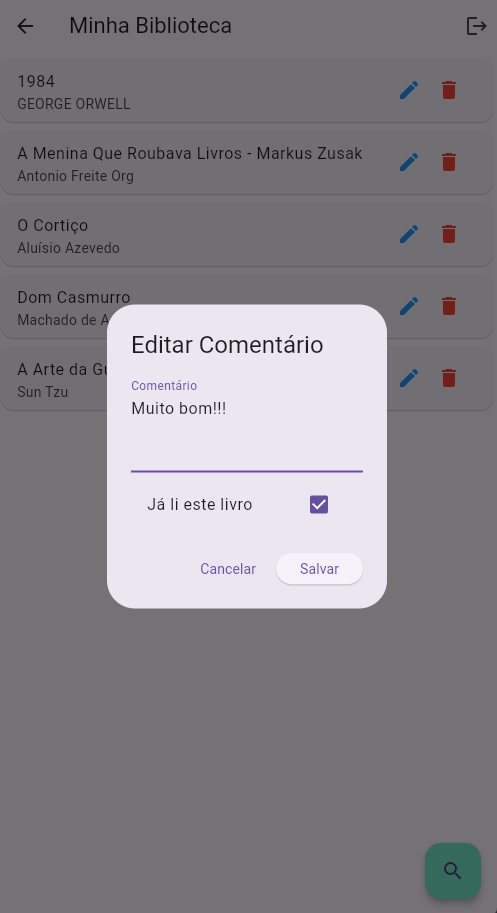 Minha Biblioteca
1984
GEORGE ORWELL
A Menina Que Roubava Livros - Markus Zusak
Antonio Freite Org
O Cortiço
Aluísio Azevedo
Dom Casmurro
Machado de A
A Arte da Gu
Sun Tzu
Editar Comentário
Comentário
Muito bom!!!
Já li este livro
Cancelar
Salvar